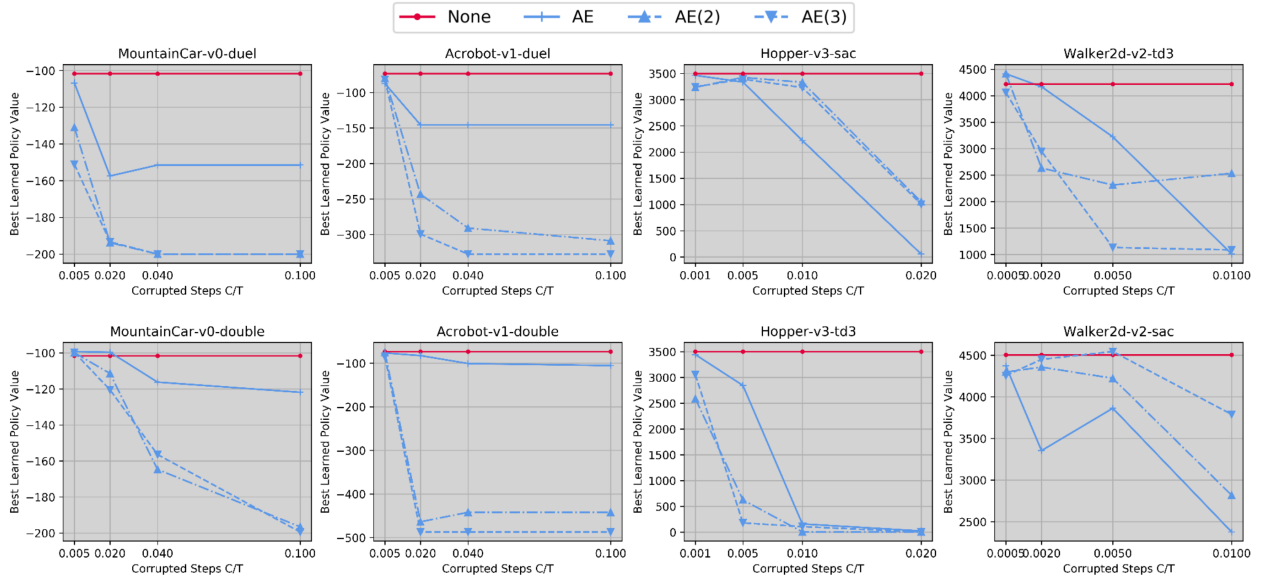 None AE AE(2) AE(3)
MountainCar-v0-duel
Acrobot-v1-duel
Hopper-v3-sac
Walker2d-v2-td3
Best Learned Policy Value
−100
−120
−140
−160
−180
−200
0.005 0.020 0.040 0.100
Corrupted Steps C/T
Best Learned Policy Value
−100
−150
−200
−250
−300
0.005 0.020 0.040 0.100
Corrupted Steps C/T
Best Learned Policy Value
3500
3000
2500
2000
1500
1000
500
0
0.001 0.005 0.010 0.020
Corrupted Steps C/T
Best Learned Policy Value
4500
4000
3500
3000
2500
2000
1500
1000
0.0005 0.0020 0.0050 0.0100
Corrupted Steps C/T
MountainCar-v0-double
Acrobot-v1-double
Hopper-v3-td3
Walker2d-v2-sac
Best Learned Policy Value
−100
−120
−140
−160
−180
−200
0.005 0.020 0.040 0.100
Corrupted Steps C/T
Best Learned Policy Value
−100
−200
−300
−400
−500
0.005 0.020 0.040 0.100
Corrupted Steps C/T
Best Learned Policy Value
3500
3000
2500
2000
1500
1000
500
0
0.001 0.005 0.010 0.020
Corrupted Steps C/T
Best Learned Policy Value
4500
4000
3500
3000
2500
0.0005 0.0020 0.0050 0.0100
Corrupted Steps C/T